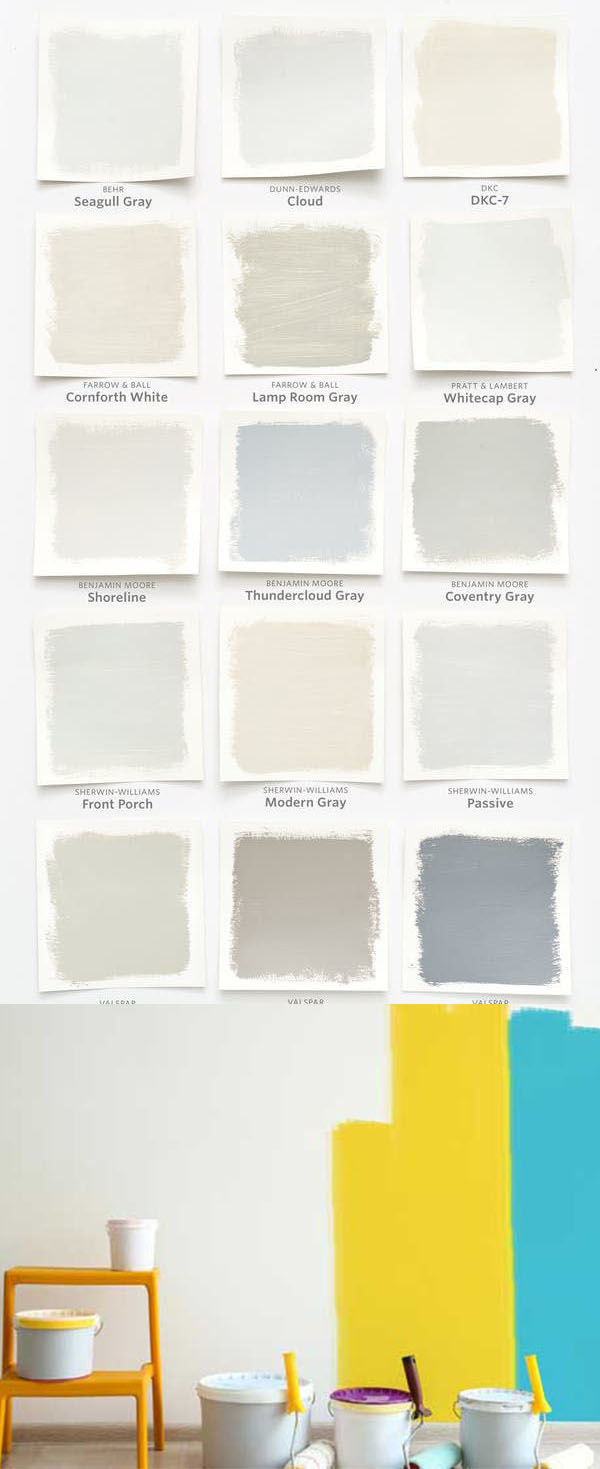 BEHR
Seagull Gray
DUNN-EDWARDS
Cloud
DKC
DKC-7
FARROW & BALL
Cornforth White
FARROW & BALL
Lamp Room Gray
PRATT & LAMBERT
Whitecap Gray
BENJAMIN MOORE
Shoreline
BENJAMIN MOORE
Thundercloud Gray
BENJAMIN MOORE
Coventry Gray
SHERWIN-WILLIAMS
Front Porch
SHERWIN-WILLIAMS
Modern Gray
SHERWIN-WILLIAMS
Passive
VALSPAR
VALSPAR
VALSPAR